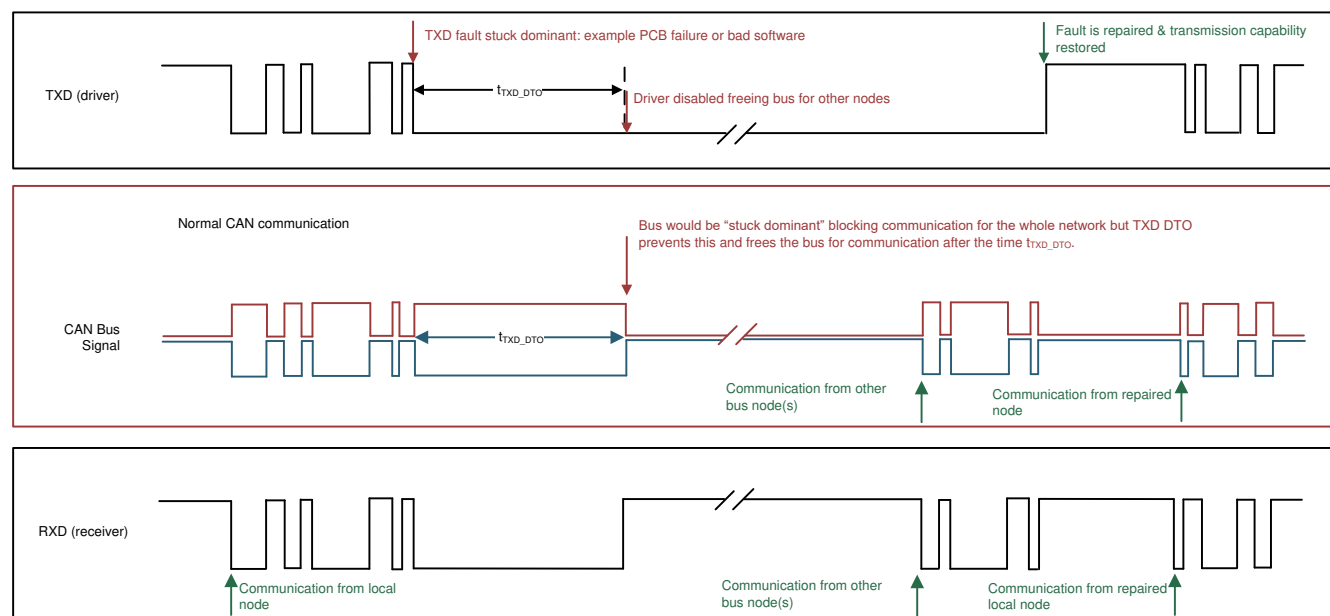 TXD fault stuck dominant: example PCB failure or bad software
Fault is repaired & transmission capability
restored
TXD (driver)
tTXD_DTO
Driver disabled freeing bus for other nodes
Normal CAN communication
Bus would be “stuck dominant” blocking communication for the whole network but TXD DTO
prevents this and frees the bus for communication after the time tTXD_DTO.
CAN Bus
Signal
tTXD_DTO
Communication from other
bus node(s)
Communication from repaired
node
RXD (receiver)
Communication from local
node
Communication from other
bus node(s)
Communication from repaired
local node